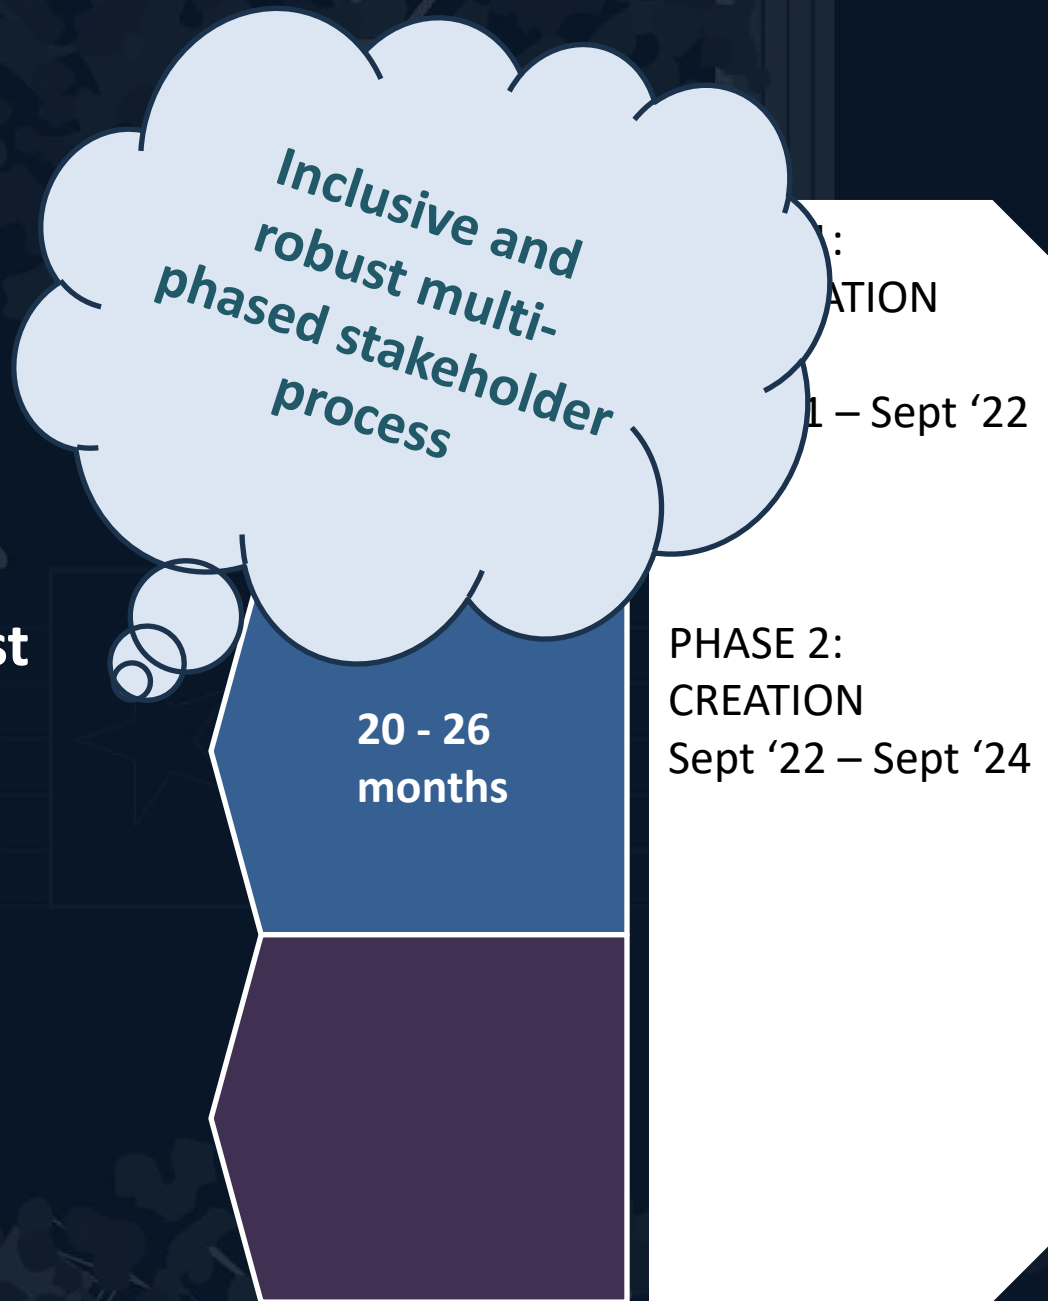 Inclusive and
robust multi-
phased stakeholder
process
1:
ATION
1 – Sept ‘22
st
20 - 26
months
PHASE 2:
CREATION
Sept ‘22 – Sept ‘24